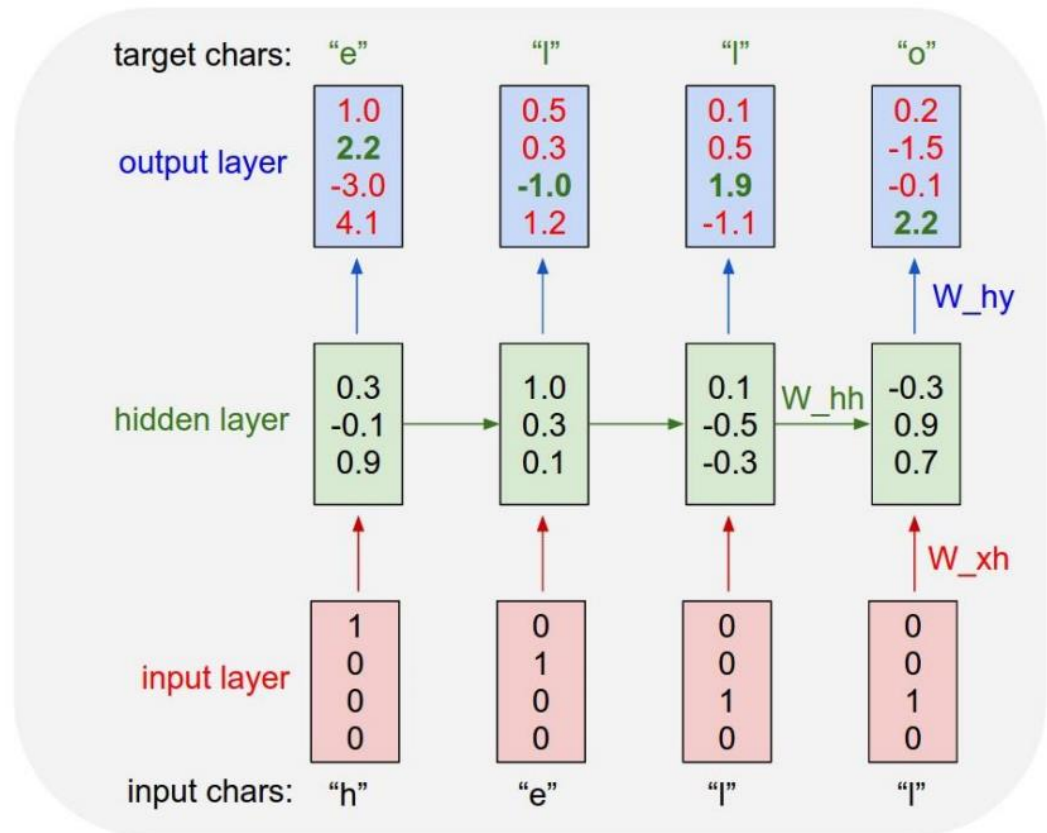 target chars: “e” “l” “l” “o”
1.0 0.5 0.1 0.2
2.2 0.3 0.5 -1.5
output layer
-3.0 -1.0 1.9 -0.1
4.1 1.2 -1.1 2.2
W_hy
0.3 1.0 0.1 -0.3
W_hh
hidden layer
-0.1 0.3 -0.5 0.9
0.9 0.1 -0.3 0.7
W_xh
1 0 0 0
0 1 0 0
input layer
0 0 1 1
0 0 0 0
input chars: “h” “e” “l” “l”